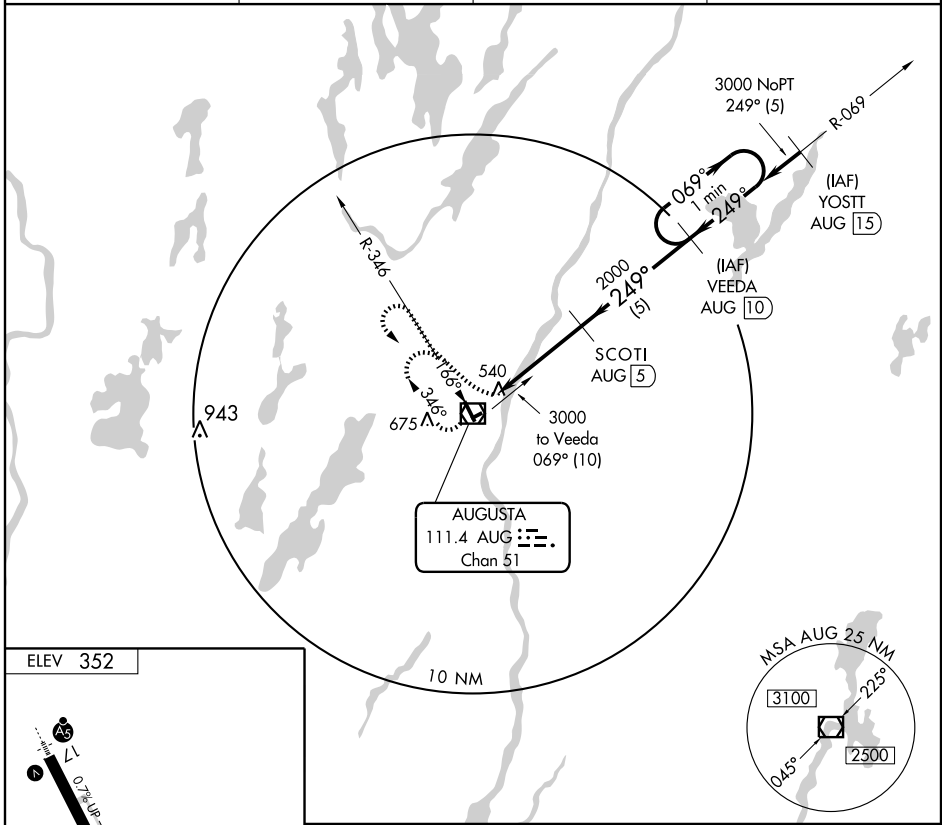 3000 NoPT
249° (5)
R-069
(IAF)
YOSTT
AUG 15
069°
1 min
249°
(IAF)
VEEDA
AUG 10
R-346
2000
249°
(5)
SCOTI
AUG 5
166°
346°
540
675
943
3000
to Veeda
069° (10)
AUGUSTA
111.4 AUG
Chan 51
10 NM
MSA AUG 25 NM
3100
225°
045°
2500
ELEV 352
A5
17
V
0.7% UP